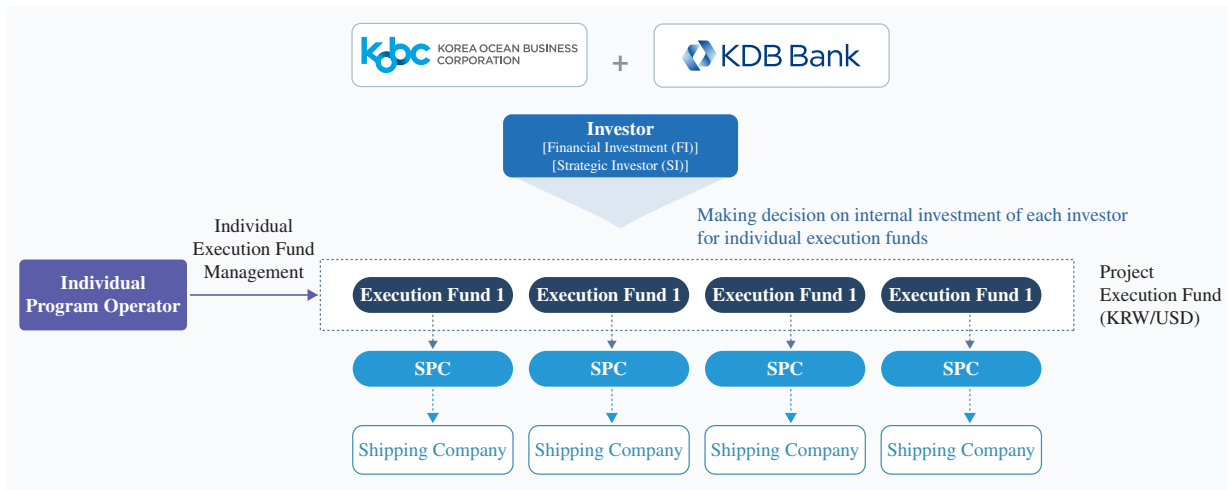 kobc KOREA OCEAN BUSINESS
CORPORATION
+
KDB Bank
Investor
[Financial Investment (FI)]
[Strategic Investor (SI)]
Making decision on internal investment of each investor
for individual execution funds
Individual
Execution Fund
Management
Individual
Program Operator
Execution Fund 1
Execution Fund 1
Execution Fund 1
Execution Fund 1
Project
Execution Fund
(KRW/USD)
SPC
SPC
SPC
SPC
Shipping Company
Shipping Company
Shipping Company
Shipping Company